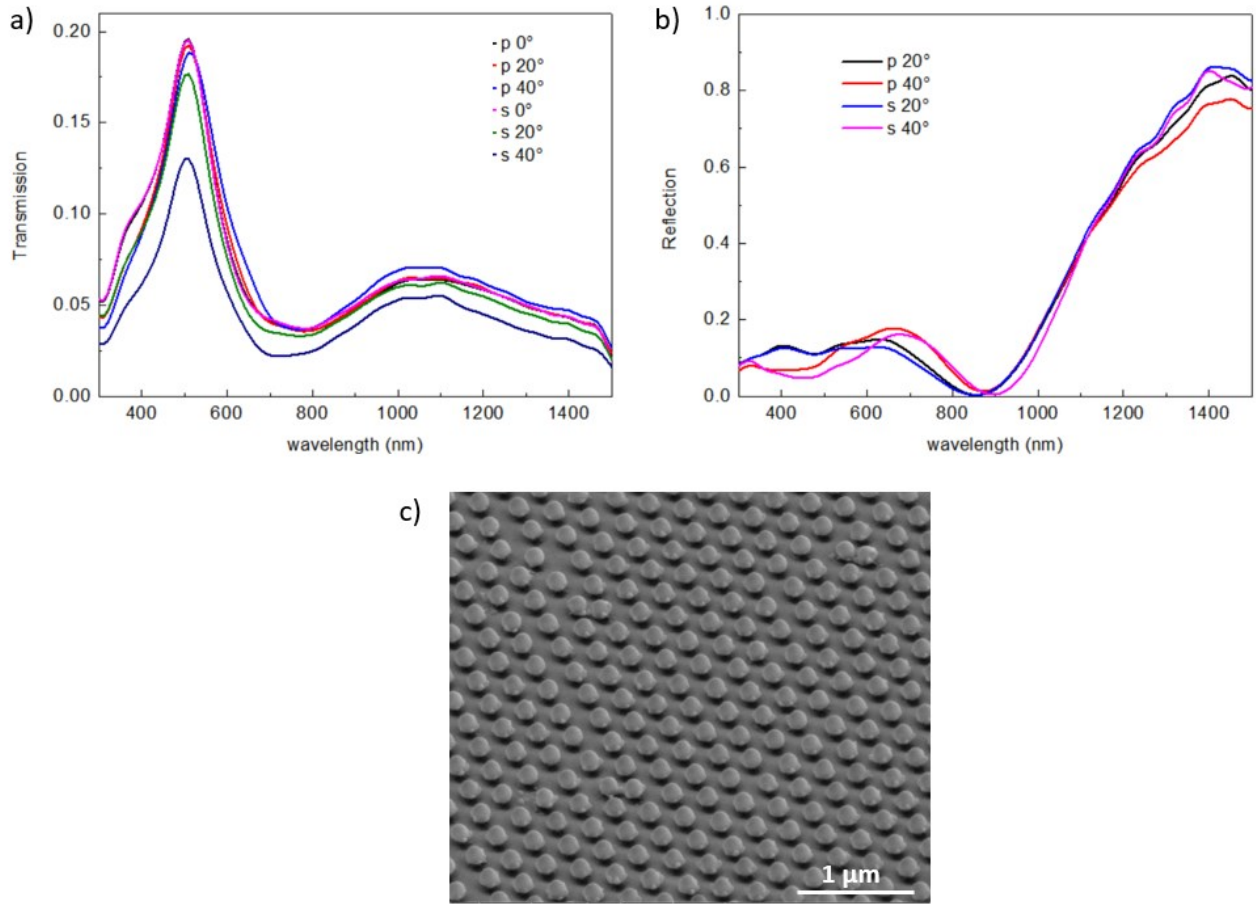 a)
0.20
0.15
0.10
0.05
0.00
Transmission
p 0°
p 20°
p 40°
s 0°
s 20°
s 40°
400 600 800 1000 1200 1400
wavelength (nm)
b)
1.0
0.8
0.6
0.4
0.2
0.0
Reflection
p 20°
p 40°
s 20°
s 40°
400 600 800 1000 1200 1400
wavelength (nm)
c)
1 µm